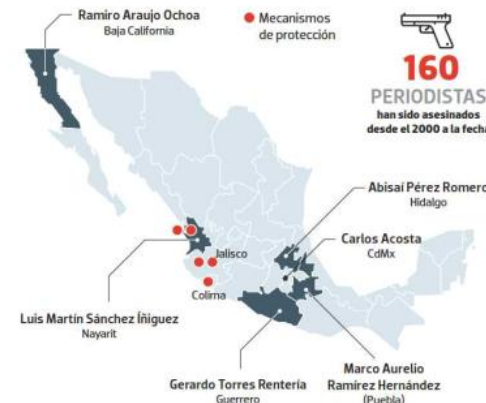 Ramiro Araujo Ochoa
Baja California
Mecanismos
de protección
160
PERIODISTAS
han sido asesinados
desde el 2000 a la fecha
Abisaí Pérez Romero
Hidalgo
Carlos Acosta
CdMx
Jalisco
Colima
Luis Martín Sánchez Íñiguez
Nayarit
Gerardo Torres Rentería
Guerrero
Marco Aurelio
Ramírez Hernández
(Puebla)